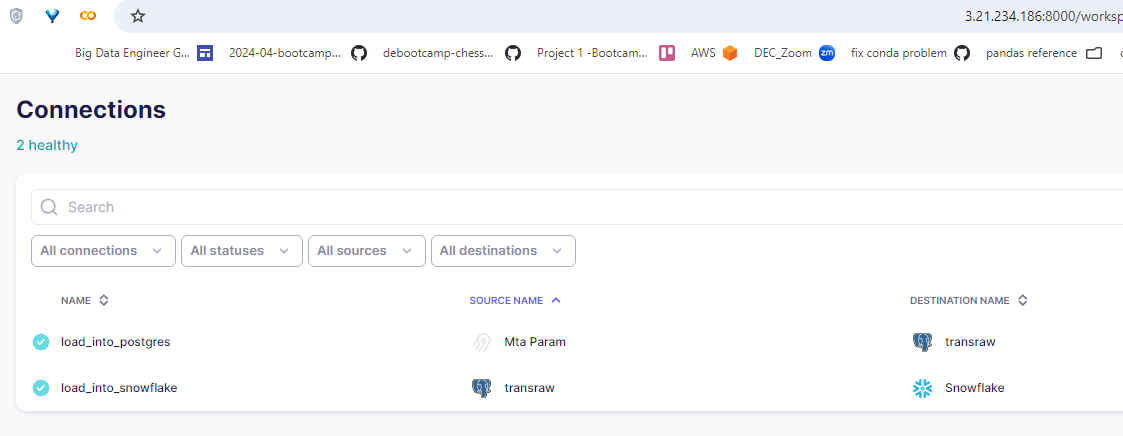 3.21.234.186:8000/worksp
Big Data Engineer G... 2024-04-bootcamp... debootcamp-chess... Project 1 -Bootcam... AWS DEC_Zoom zm fix conda problem pandas reference
Connections
2 healthy
Search
All connections All statuses All sources All destinations
NAME SOURCE NAME DESTINATION NAME
load_into_postgres Mta Param transraw
load_into_snowflake transraw Snowflake